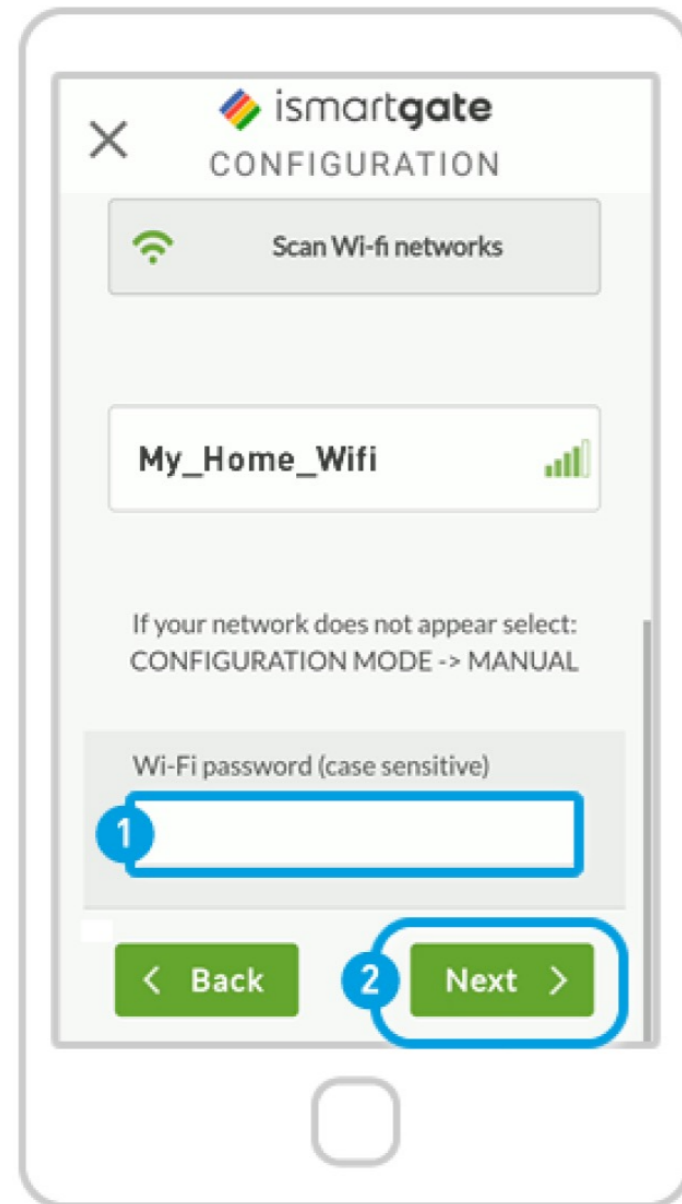 ismartgate
CONFIGURATION
Scan Wi-fi networks
My_Home_Wifi
If your network does not appear select:
CONFIGURATION MODE -> MANUAL
Wi-Fi password (case sensitive)
1
< Back
2
Next >